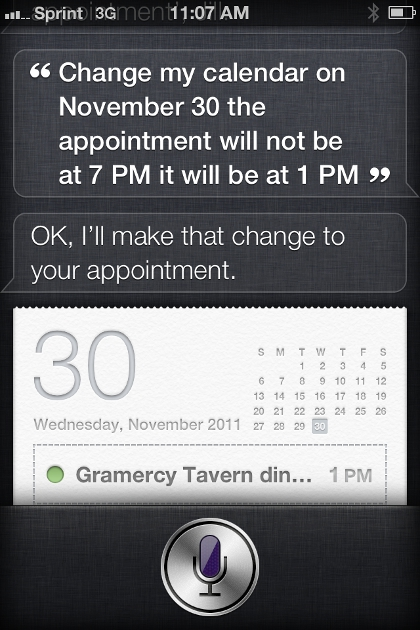 Sprint 3G 11:07 AM
“ Change my calendar on
November 30 the
appointment will not be
at 7 PM it will be at 1 PM ”
OK, I’ll make that change to
your appointment.
30
Wednesday, November 2011
S M T W T F S
1 2 3 4 5
6 7 8 9 10 11 12
13 14 15 16 17 18 19
20 21 22 23 24 25 26
27 28 29 30
Gramercy Tavern din... 1 PM